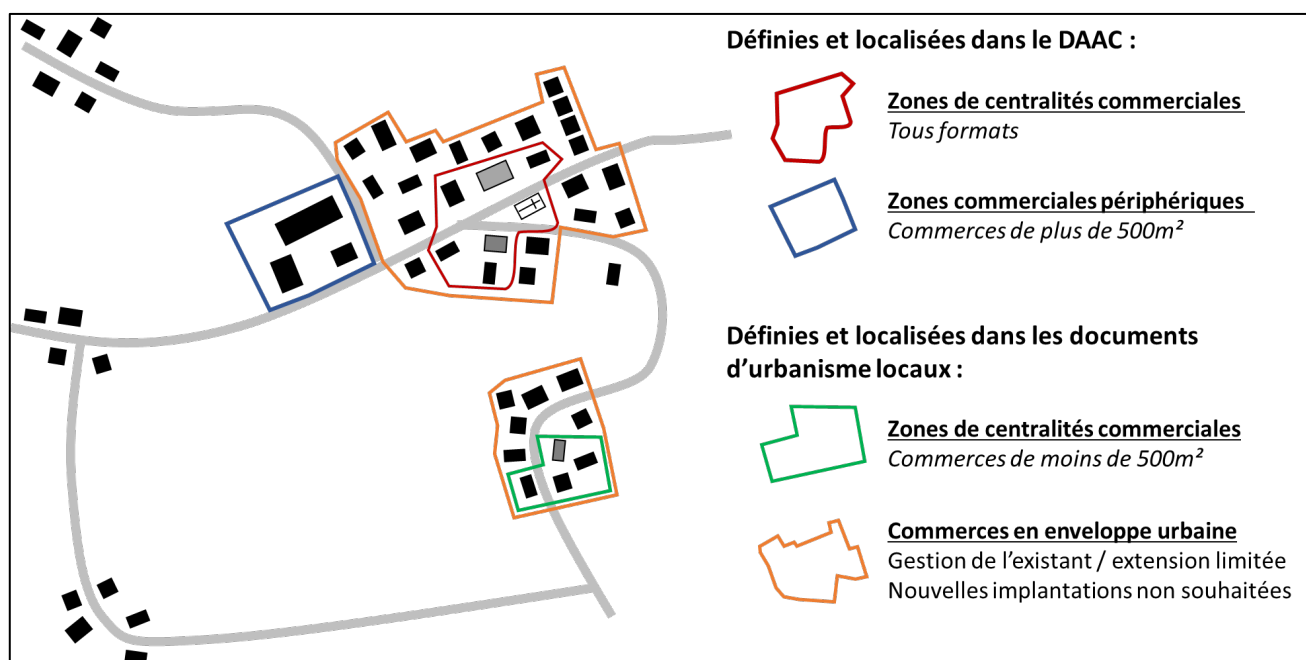 Définies et localisées dans le DAAC :
Zones de centralités commerciales
Tous formats
Zones commerciales périphériques
Commerces de plus de 500m²
Définies et localisées dans les documents
d’urbanisme locaux :
Zones de centralités commerciales
Commerces de moins de 500m²
Commerces en enveloppe urbaine
Gestion de l’existant / extension limitée
Nouvelles implantations non souhaitées